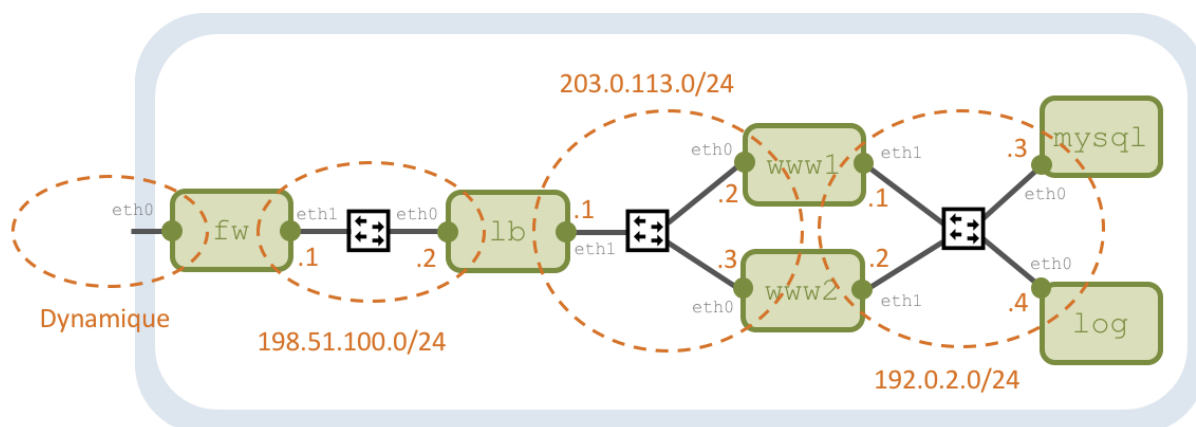 203.0.113.0/24
mysql
eth0
www1
eth1
.3
eth0
.2
.1
eth0
fw
eth1
eth0
lb
.1
eth1
.1
.2
.3
www2
.2
eth0
eth0
eth1
.4
log
Dynamique
198.51.100.0/24
192.0.2.0/24